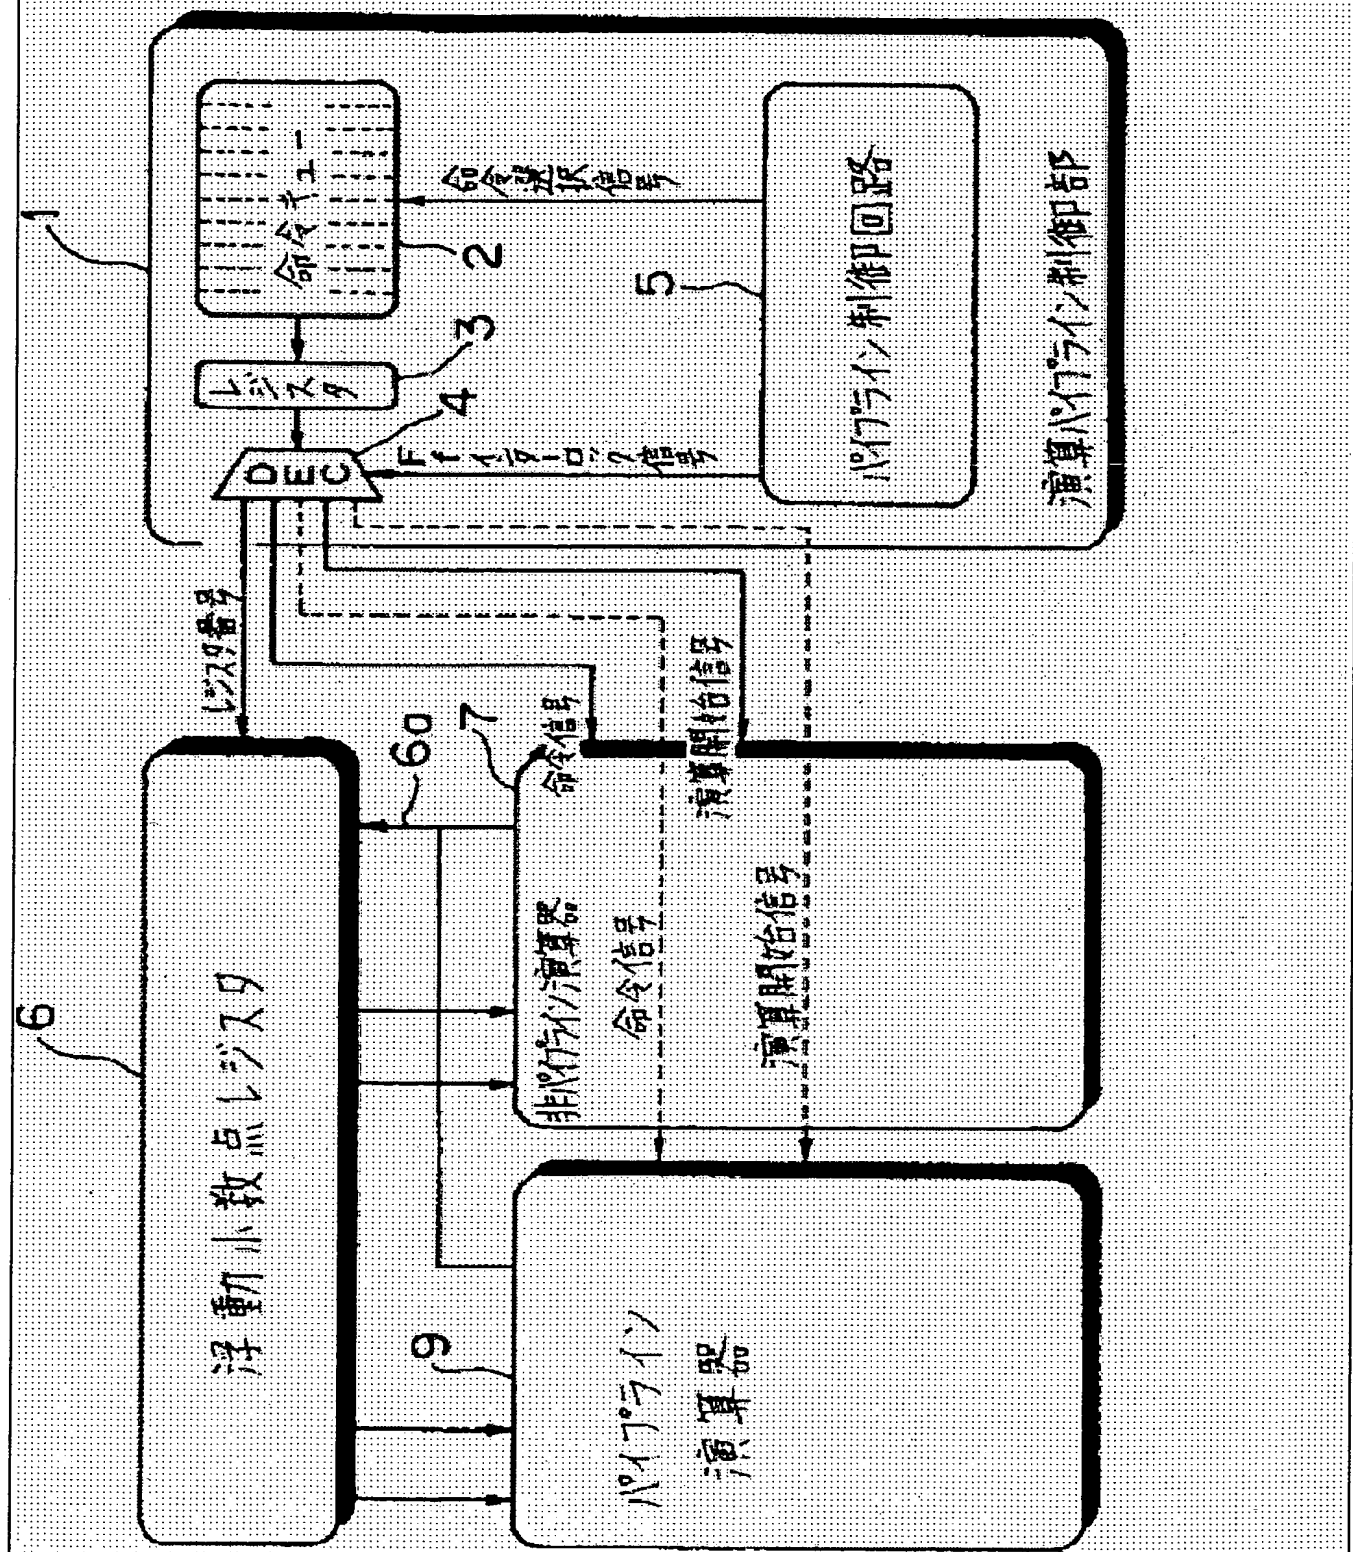 1
命令キュー
2
レジスタ
3
DEC
4
命令選択信号
5
パイプライン制御回路
演算パイプライン制御部
インターロック信号
レジスタ番号
6
浮動小数点レジスタ
6a
7
命令信号
演算開始信号
非パイプライン演算器
命令信号
演算開始信号
9
パイプライン
演算器